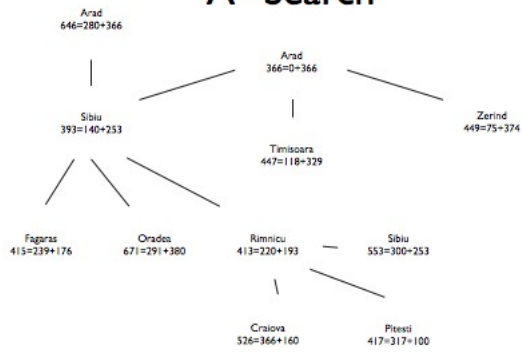 A* Search
Arad
646=280+366
Arad
366=0+366
Sibiu
393=140+253
Timisoara
447=118+329
Zerind
449=75+374
Fagaras
415=239+176
Oradea
671=291+380
Rimnicu
413=220+193
Sibiu
553=300+253
Craiova
526=366+160
Pitesti
417=317+100